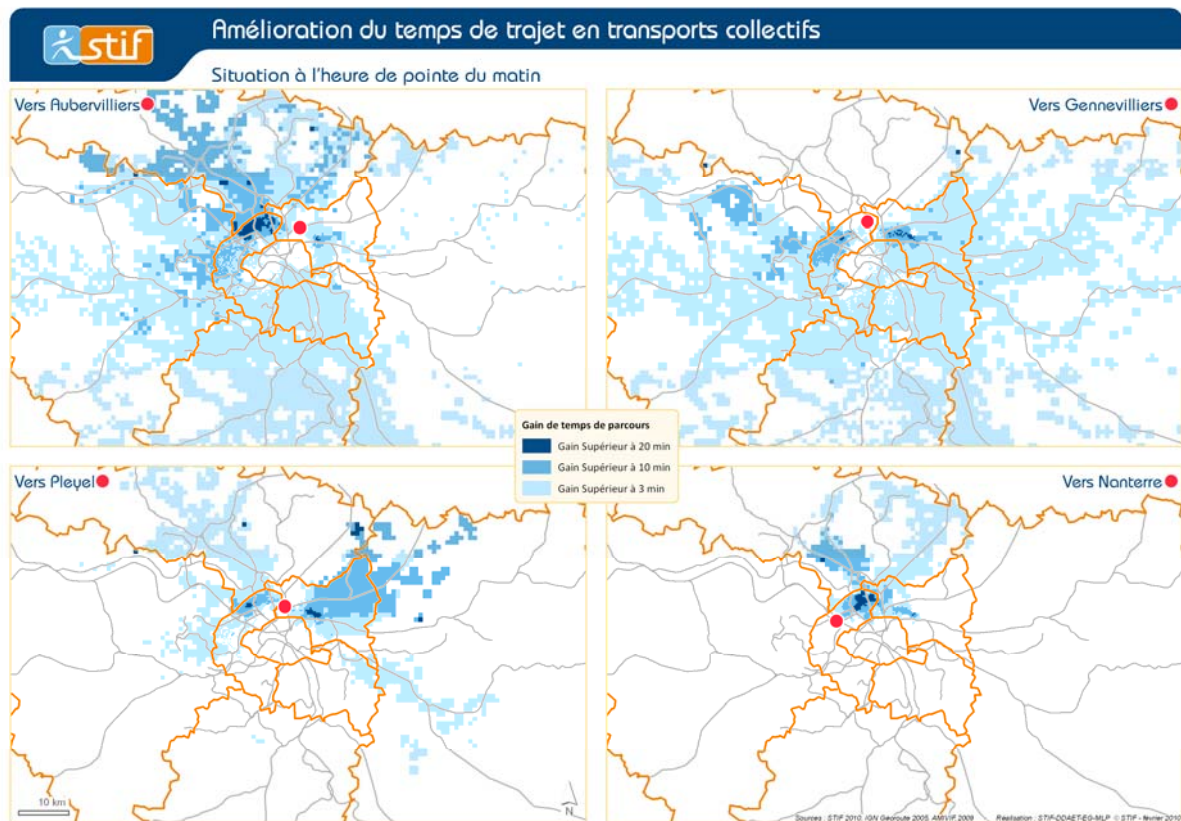 stif
Amélioration du temps de trajet en transports collectifs
Situation à l'heure de pointe du matin
Vers Aubervilliers
Vers Gennevilliers
Gain de temps de parcours
Gain Supérieur à 20 min
Gain Supérieur à 10 min
Gain Supérieur à 3 min
Vers Pleyel
Vers Nanterre
10 km
N
Sources : STIF 2010, IGN Géoroute 2005, AMIVIF 2009 Réalisation : STIF-DDAET-EG-MLP © STIF - février 2010